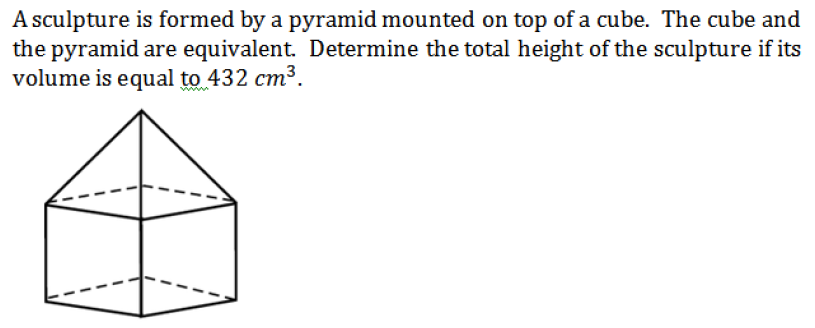 A sculpture is formed by a pyramid mounted on top of a cube. The cube and
the pyramid are equivalent. Determine the total height of the sculpture if its
volume is equal to 432 cm³.